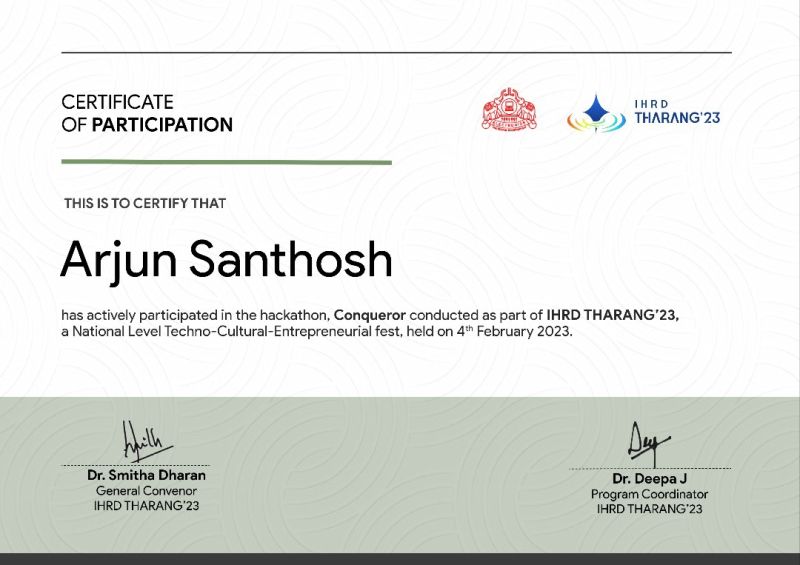 CERTIFICATE
OF PARTICIPATION
IHRD
THARANG'23
THIS IS TO CERTIFY THAT
Arjun Santhosh
has actively participated in the hackathon, Conqueror conducted as part of IHRD THARANG'23,
a National Level Techno-Cultural-Entrepreneurial fest, held on 4th February 2023.
Dr. Smitha Dharan
General Convenor
IHRD THARANG'23
Dr. Deepa J
Program Coordinator
IHRD THARANG'23